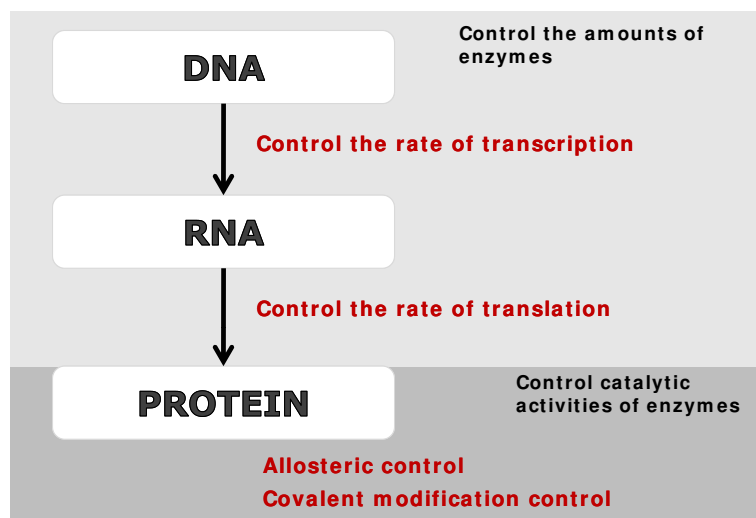 Control the amounts of
enzymes
DNA
Control the rate of transcription
RNA
Control the rate of translation
PROTEIN
Control catalytic
activities of enzymes
Allosteric control
Covalent modification control